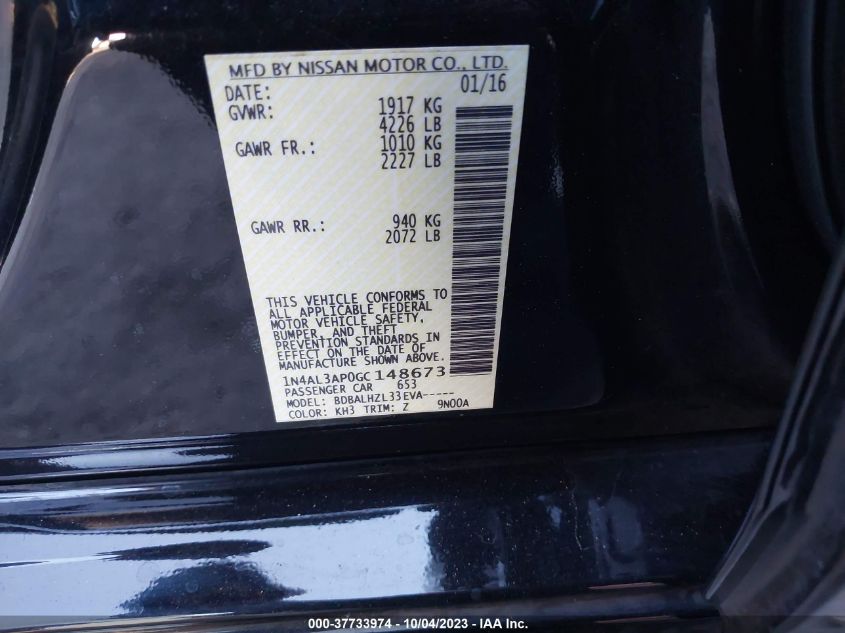 MFD BY NISSAN MOTOR CO., LTD.
DATE: 01/16
GVWR: 1917 KG
4226 LB
GAWR FR.: 1010 KG
2227 LB
GAWR RR.: 940 KG
2072 LB
THIS VEHICLE CONFORMS TO
ALL APPLICABLE FEDERAL
MOTOR VEHICLE SAFETY,
BUMPER, AND THEFT
PREVENTION STANDARDS IN
EFFECT ON THE DATE OF
MANUFACTURE SHOWN ABOVE.
1N4AL3AP0GC148673
PASSENGER CAR 653
MODEL: BDBALHZL33EVA-----
COLOR: KH3 TRIM: Z 9N00A
000-37733974 - 10/04/2023 - IAA Inc.